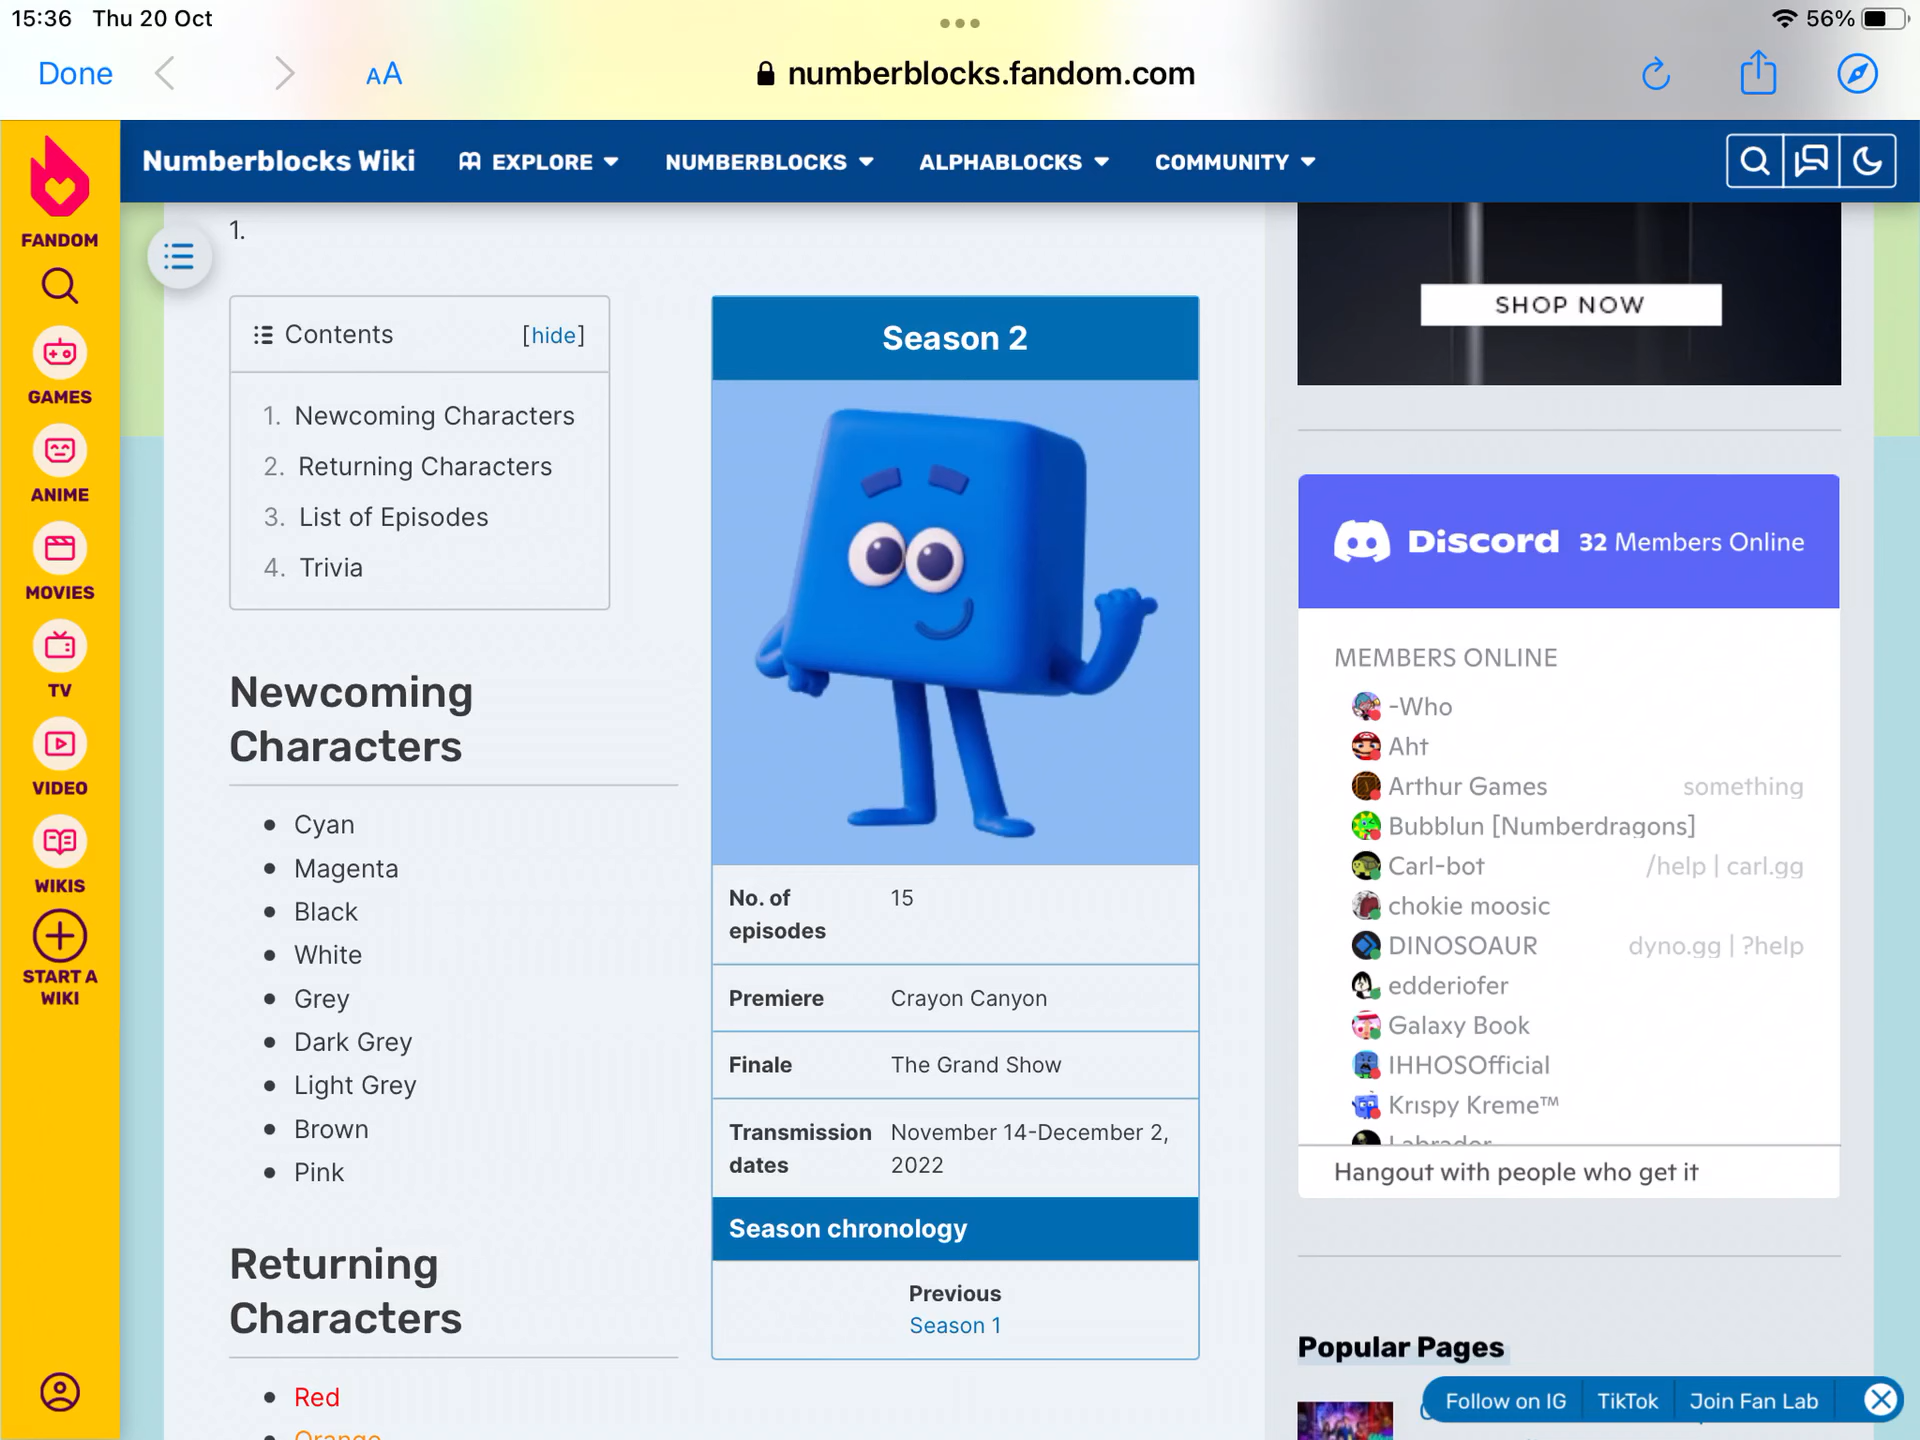 15:36 Thu 20 Oct
56%
Done
AA
numberblocks.fandom.com
FANDOM
GAMES
ANIME
MOVIES
TV
VIDEO
WIKIS
START A
WIKI
Numberblocks Wiki
EXPLORE
NUMBERBLOCKS
ALPHABLOCKS
COMMUNITY
1.
Contents [hide]
1. Newcoming Characters
2. Returning Characters
3. List of Episodes
4. Trivia
Newcoming
Characters
Cyan
Magenta
Black
White
Grey
Dark Grey
Light Grey
Brown
Pink
Returning
Characters
Red
Orange
Season 2
No. of
episodes
15
Premiere Crayon Canyon
Finale The Grand Show
Transmission
dates
November 14-December 2,
2022
Season chronology
Previous
Season 1
SHOP NOW
Discord 32 Members Online
MEMBERS ONLINE
-Who
Aht
Arthur Games something
Bubblun [Numberdragons]
Carl-bot /help | carl.gg
chokie moosic
DINOSOAUR dyno.gg | ?help
edderiofer
Galaxy Book
IHHOSOfficial
Krıspy Kreme™
Labrador
Hangout with people who get it
Popular Pages
Follow on IG TikTok Join Fan Lab